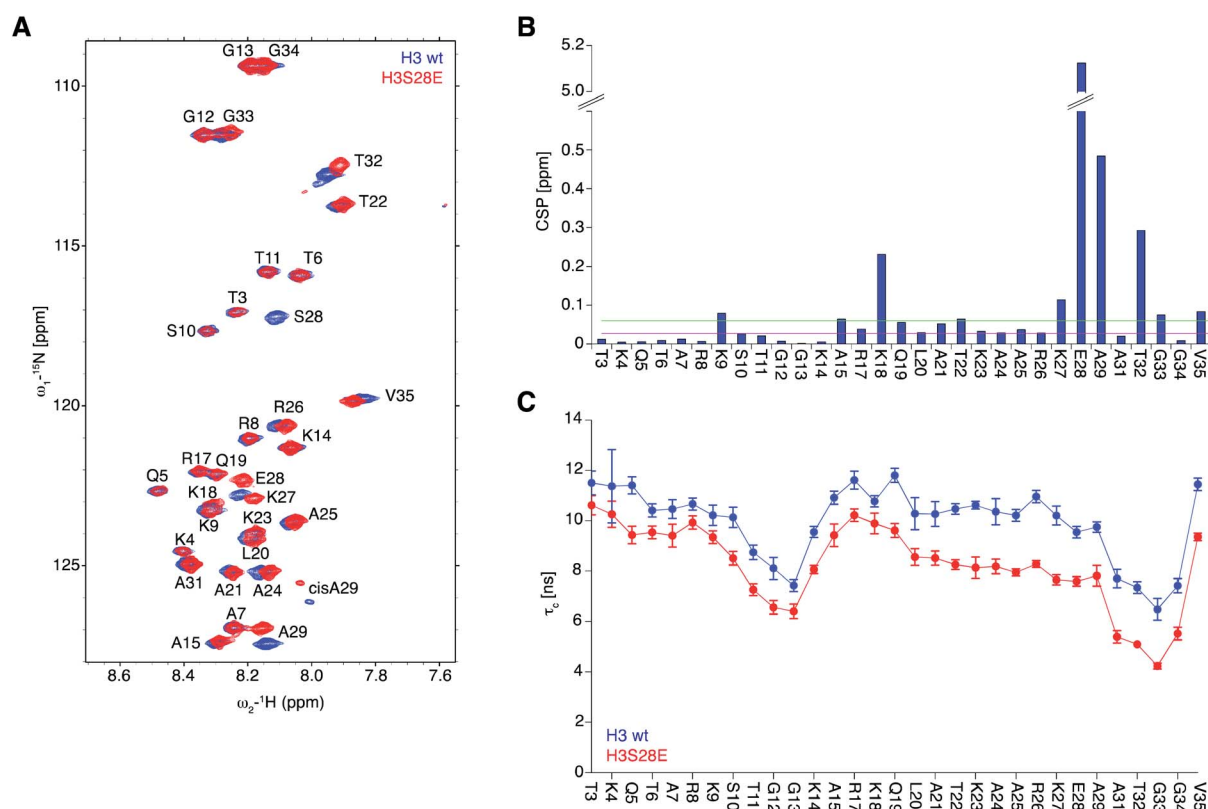 A
H3 wt
H3S28E
G13
G34
G12
G33
T32
T22
T11
T6
T3
S28
S10
V35
R26
R8
K14
R17
Q19
Q5
E28
K18
K27
K9
K23
A25
K4
L20
A31
A21
A24
cisA29
A7
A29
A15
110
115
120
125
8.6
8.4
8.2
8.0
7.8
7.6
ω1-15N [ppm]
ω2-1H (ppm)
B
5.2
5.0
0.5
0.4
0.3
0.2
0.1
0
CSP [ppm]
T3 K4 Q5 T6 A7 R8 K9 S10 T11 G12 G13 K14 A15 R17 K18 Q19 L20 A21 T22 K23 A24 A25 R26 K27 E28 A29 A31 T32 G33 G34 V35
C
14
12
10
8
6
4
2
0
τc [ns]
H3 wt
H3S28E
T3 K4 Q5 T6 A7 R8 K9 S10 T11 G12 G13 K14 A15 R17 K18 Q19 L20 A21 T22 K23 A24 A25 R26 K27 E28 A29 A31 T32 G33 G34 V35